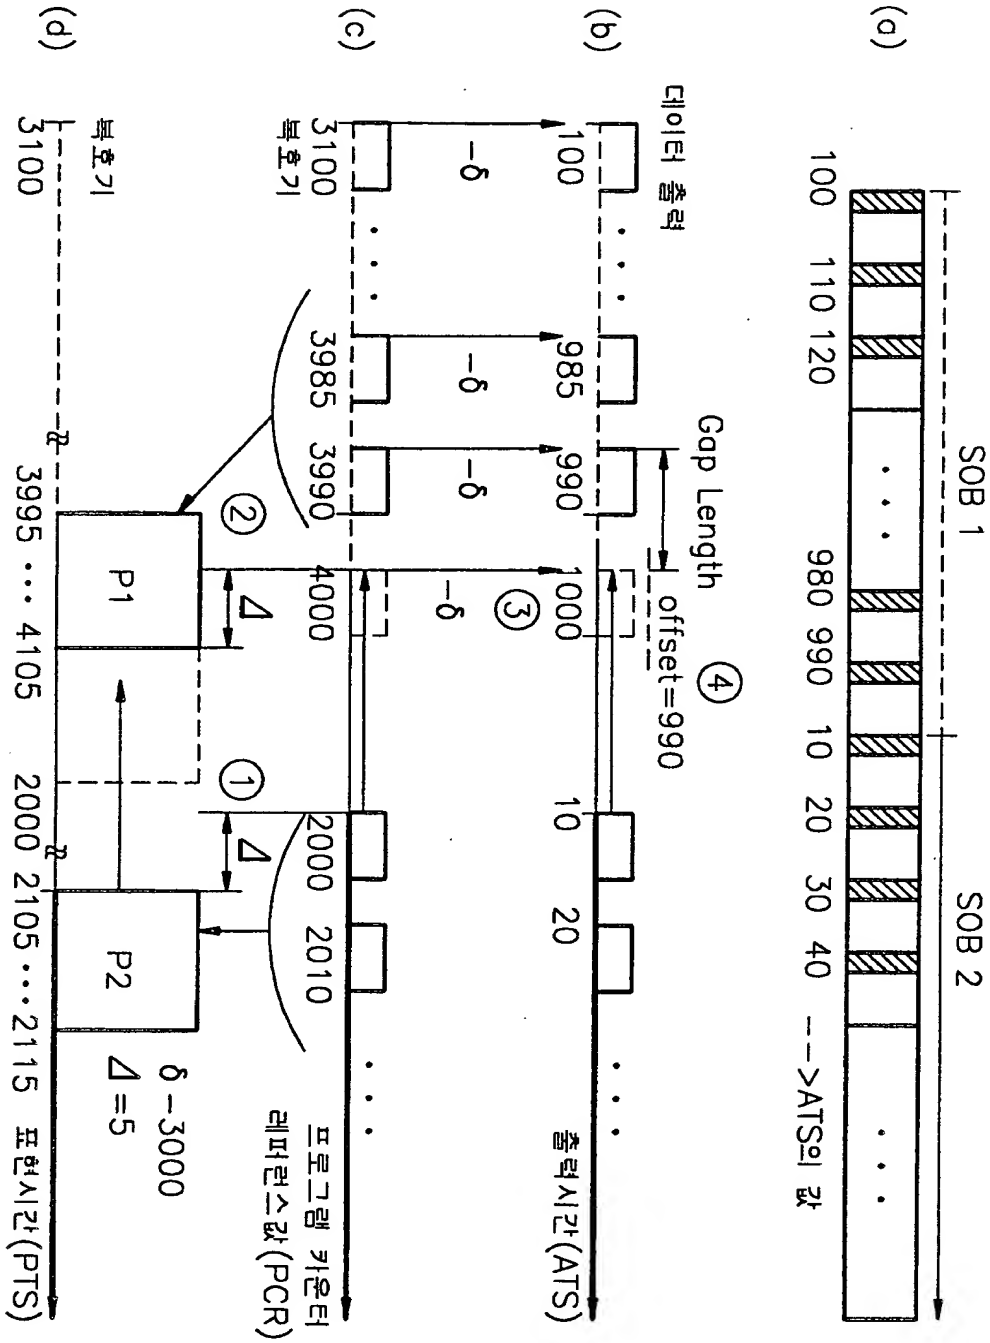 SOB 1
SOB 2
(a)
100 110 120 980 990 10 20 30 40 --->ATS의 값
Gap Length
offset=990
④
데이터 출력
(b)
100 985 990 1000 10 20
출력시간(ATS)
③
-δ -δ -δ -δ
(c)
3100 3985 3990 4000 2000 2010
복호기
프로그램 카운터
레퍼런스값(PCR)
②
①
Δ Δ
P1
P2
δ-3000
Δ=5
복호기
(d)
3100 3995 ... 4105 2000 2105 .... 2115 표현시간(PTS)